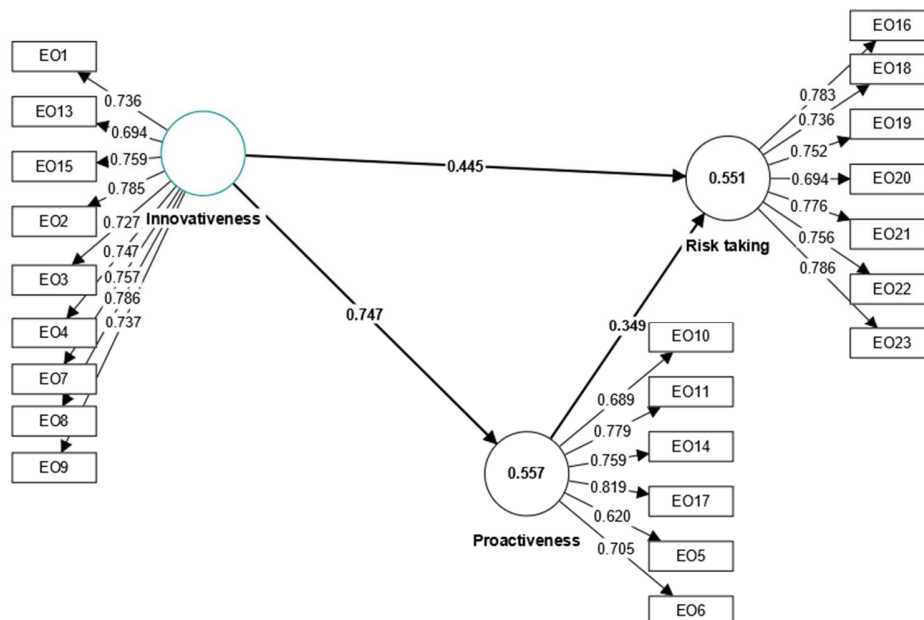 EO1
EO13
EO15
EO2
EO3
EO4
EO7
EO8
EO9
0.736
0.694
0.759
0.785
0.727
0.747
0.757
0.786
0.737
Innovativeness
0.445
0.747
0.349
0.551
Risk taking
0.783
0.736
0.752
0.694
0.776
0.756
0.786
EO16
EO18
EO19
EO20
EO21
EO22
EO23
0.557
Proactiveness
0.689
0.779
0.759
0.819
0.620
0.705
EO10
EO11
EO14
EO17
EO5
EO6